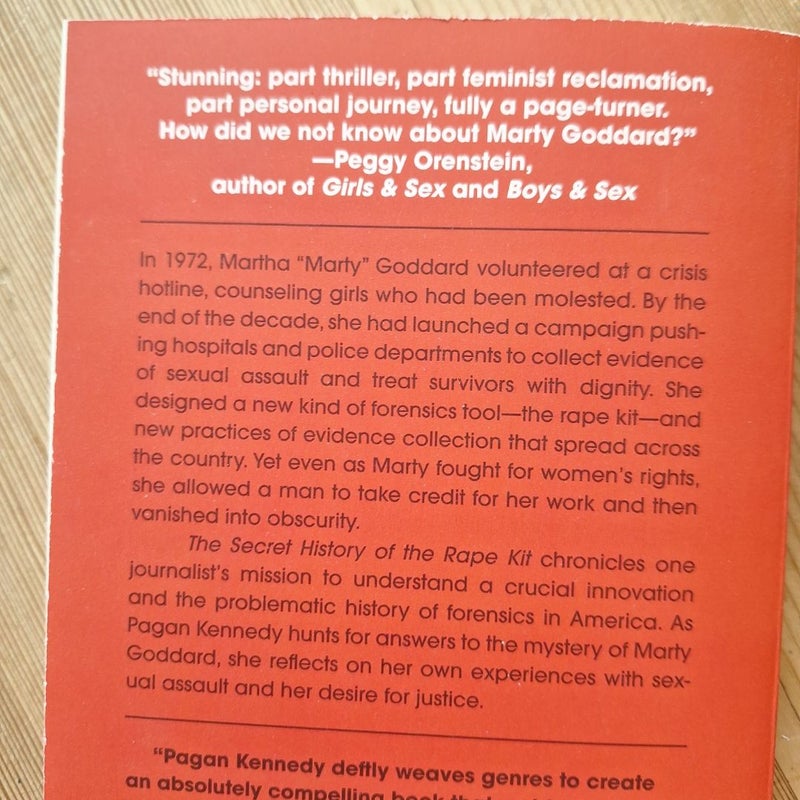 “Stunning: part thriller, part feminist reclamation,
part personal journey, fully a page-turner.
How did we not know about Marty Goddard?”
—Peggy Orenstein,
author of Girls & Sex and Boys & Sex
In 1972, Martha “Marty” Goddard volunteered at a crisis
hotline, counseling girls who had been molested. By the
end of the decade, she had launched a campaign push-
ing hospitals and police departments to collect evidence
of sexual assault and treat survivors with dignity. She
designed a new kind of forensics tool—the rape kit—and
new practices of evidence collection that spread across
the country. Yet even as Marty fought for women’s rights,
she allowed a man to take credit for her work and then
vanished into obscurity.
The Secret History of the Rape Kit chronicles one
journalist’s mission to understand a crucial innovation
and the problematic history of forensics in America. As
Pagan Kennedy hunts for answers to the mystery of Marty
Goddard, she reflects on her own experiences with sex-
ual assault and her desire for justice.
“Pagan Kennedy deftly weaves genres to create
an absolutely compelling book that